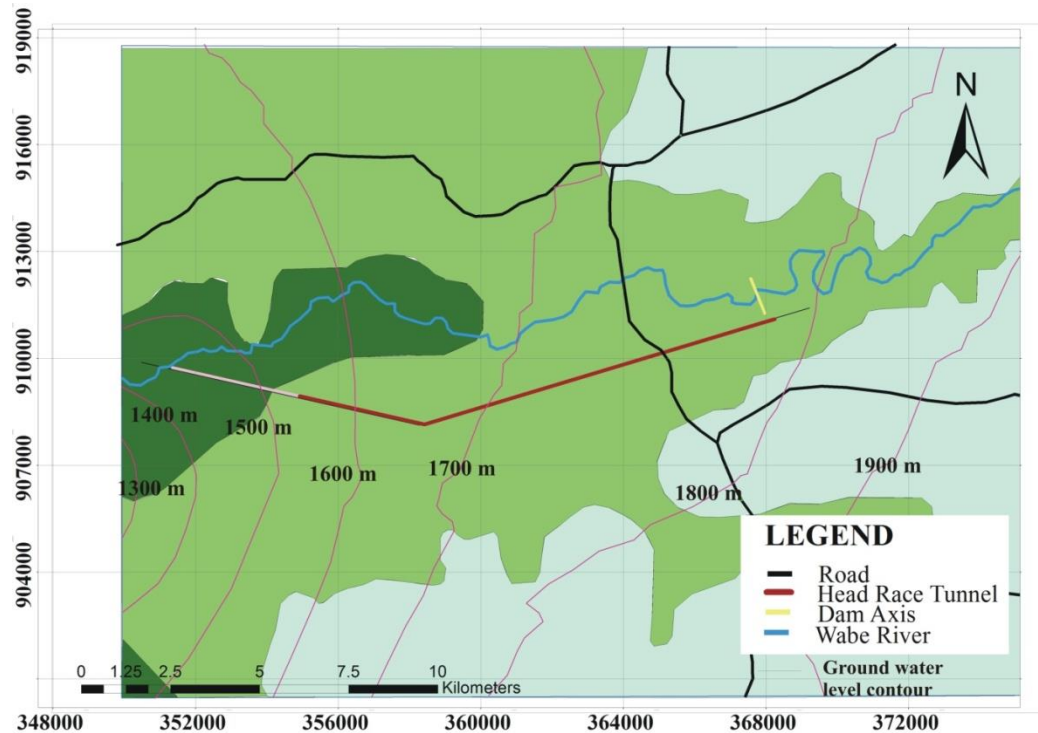 919000
916000
913000
910000
907000
904000
N
1400 m
1500 m
1300 m
1600 m
1700 m
1800 m
1900 m
LEGEND
Road
Head Race Tunnel
Dam Axis
Wabe River
Ground water
level contour
0 1.25 2.5 5 7.5 10
Kilometers
348000 352000 356000 360000 364000 368000 372000